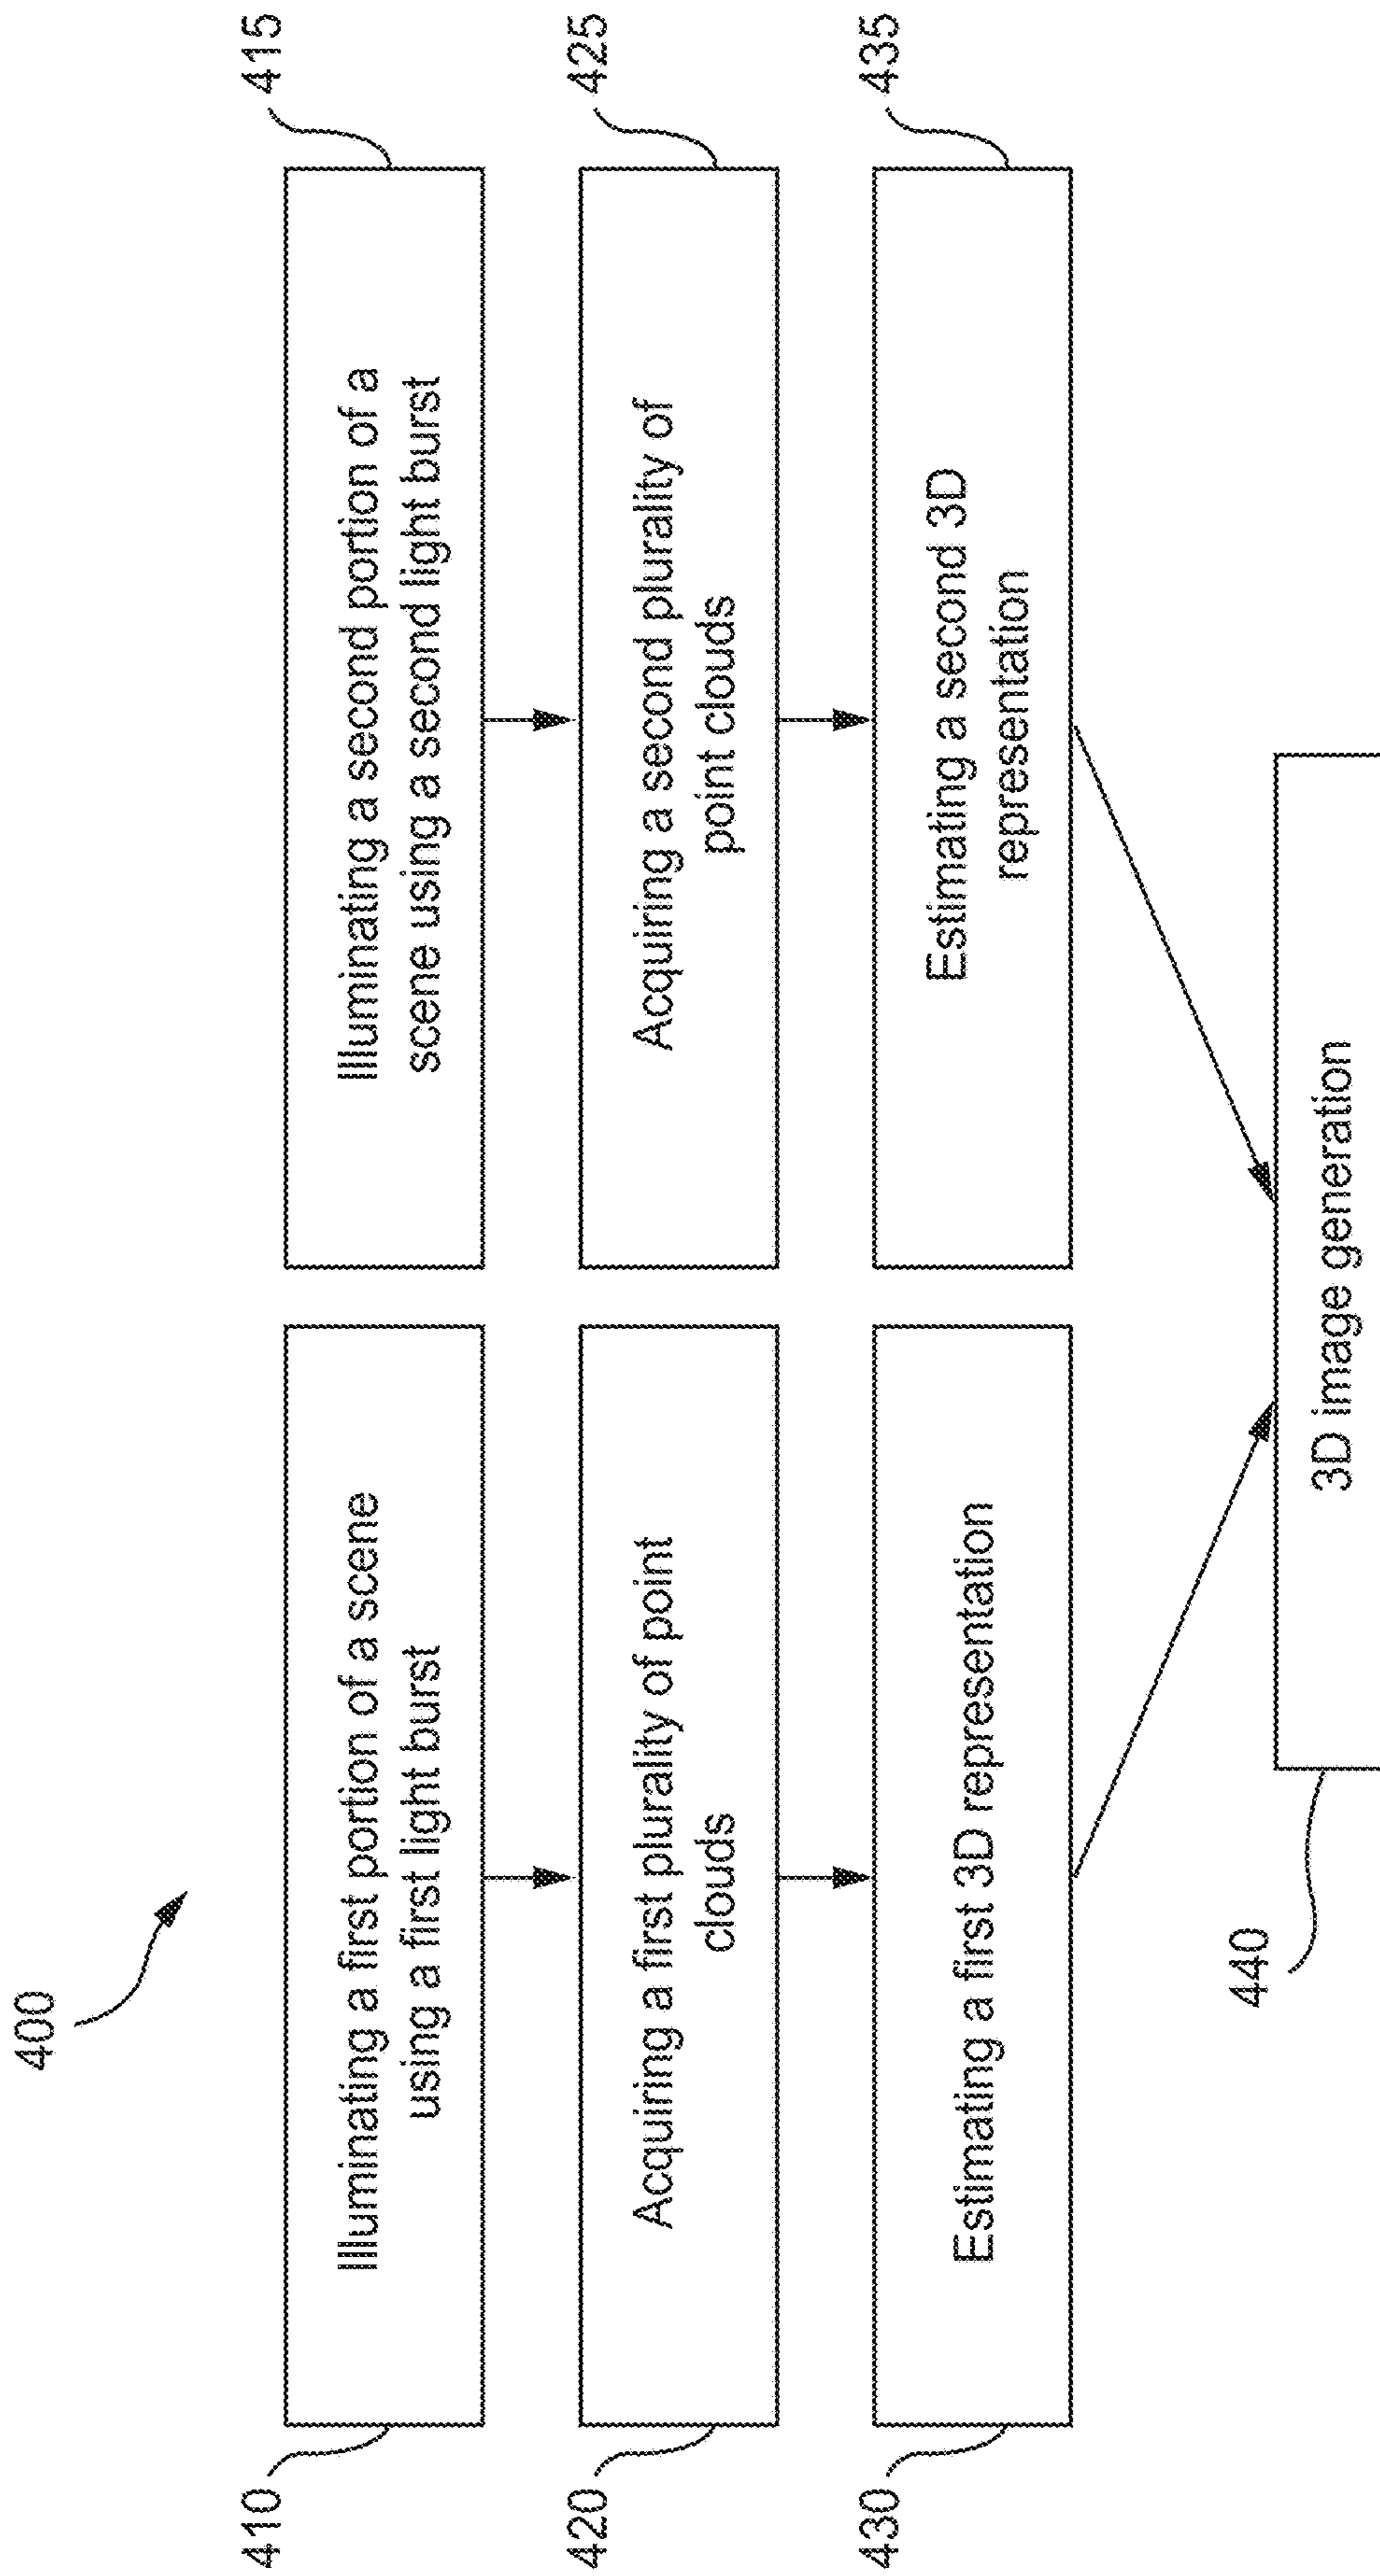 400
410
Illuminating a first portion of a scene
using a first light burst
Illuminating a second portion of a
scene using a second light burst
415
420
Acquiring a first plurality of point
clouds
Acquiring a second plurality of
point clouds
425
430
Estimating a first 3D representation
Estimating a second 3D
representation
435
440
3D image generation